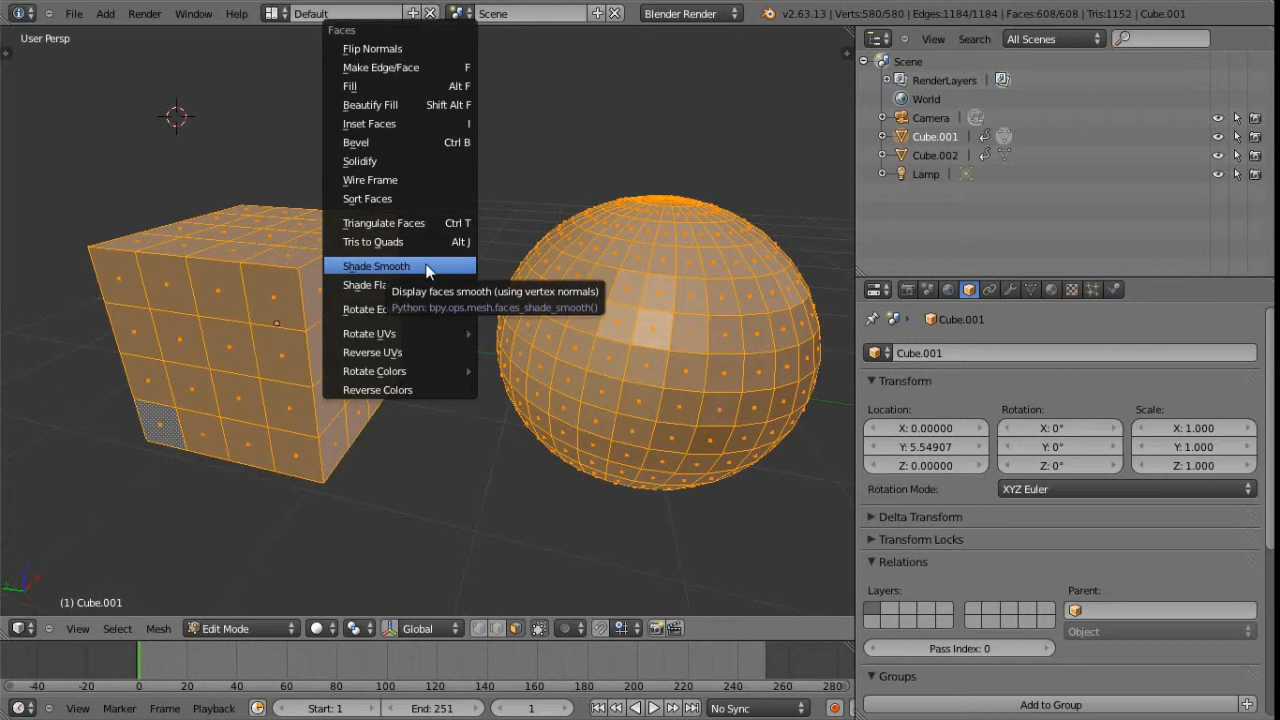 File Add Render Window Help Default Scene Blender Render v2.63.13 | Verts:580/580 | Edges:1184/1184 | Faces:608/608 | Tris:1152 | Cube.001
User Persp
Faces
Flip Normals
Make Edge/Face F
Fill Alt F
Beautify Fill Shift Alt F
Inset Faces I
Bevel Ctrl B
Solidify
Wire Frame
Sort Faces
Triangulate Faces Ctrl T
Tris to Quads Alt J
Shade Smooth
Shade Fla
Display faces smooth (using vertex normals)
Python: bpy.ops.mesh.faces_shade_smooth()
Rotate Ed
Rotate UVs
Reverse UVs
Rotate Colors
Reverse Colors
(1) Cube.001
View Select Mesh Edit Mode Global
-40 -20 0 20 40 60 80 100 120 140 160 180 200 220 240 260 280
View Marker Frame Playback Start: 1 End: 251 1 No Sync
View Search All Scenes
Scene
RenderLayers |
World
Camera |
Cube.001 |
Cube.002 |
Lamp |
Cube.001
Cube.001
Transform
Location: Rotation: Scale:
X: 0.00000 X: 0° X: 1.000
Y: 5.54907 Y: 0° Y: 1.000
Z: 0.00000 Z: 0° Z: 1.000
Rotation Mode: XYZ Euler
Delta Transform
Transform Locks
Relations
Layers: Parent:
Object
Pass Index: 0
Groups
Add to Group